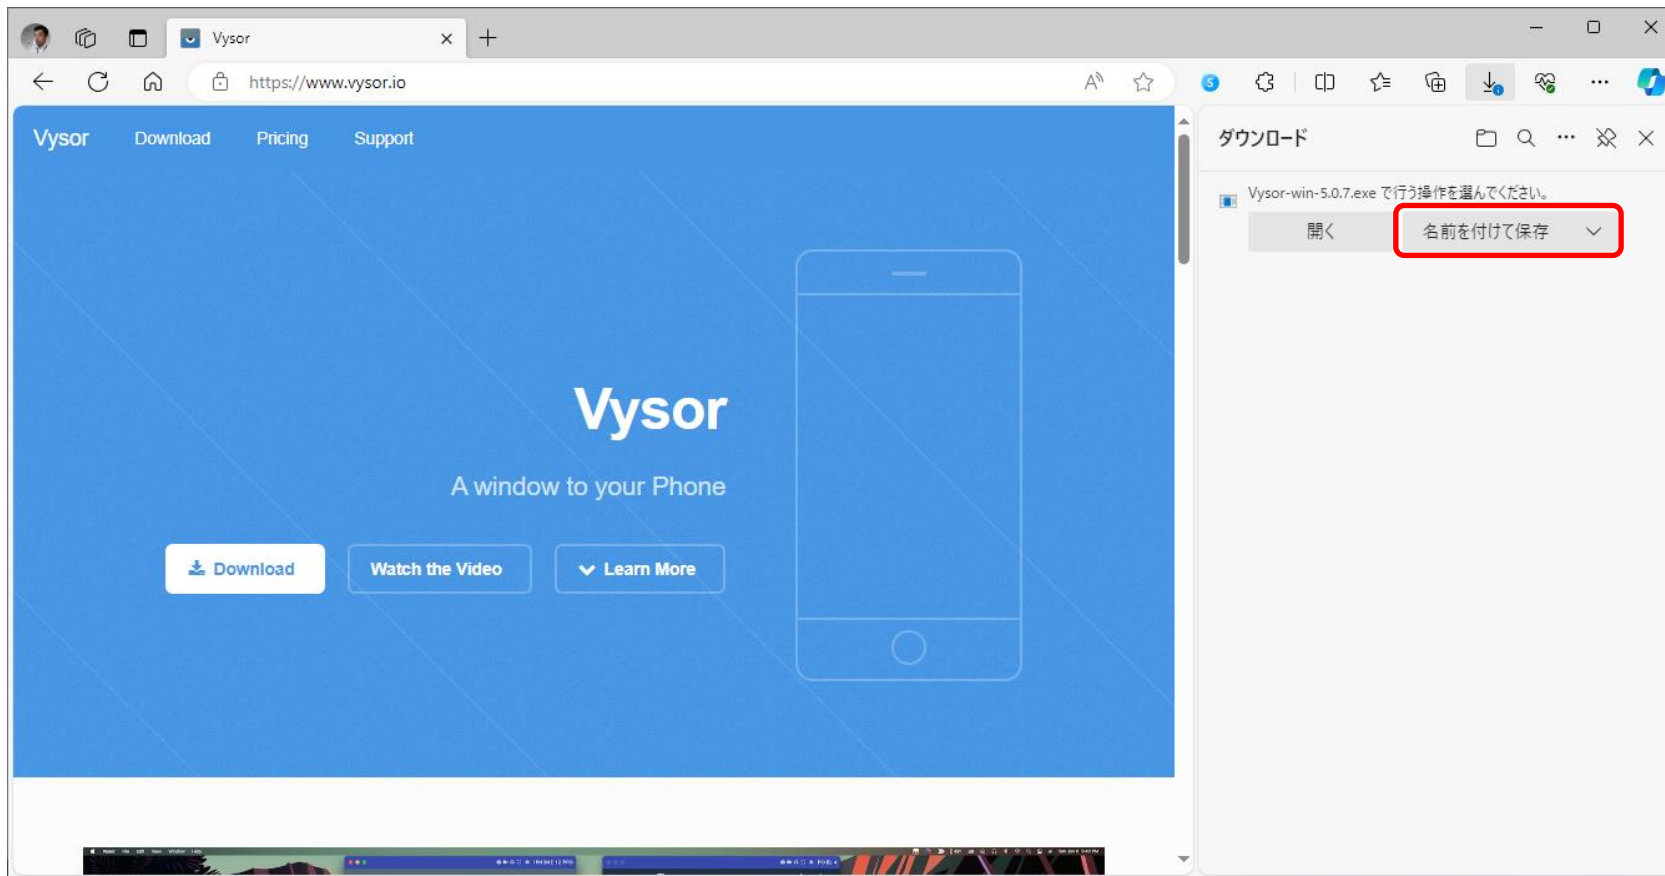 Vysor
https://www.vysor.io
Vysor Download Pricing Support
ダウンロード
Vysor-win-5.0.7.exe で行う操作を選んでください。
開く 名前を付けて保存
Vysor
A window to your Phone
Download Watch the Video Learn More